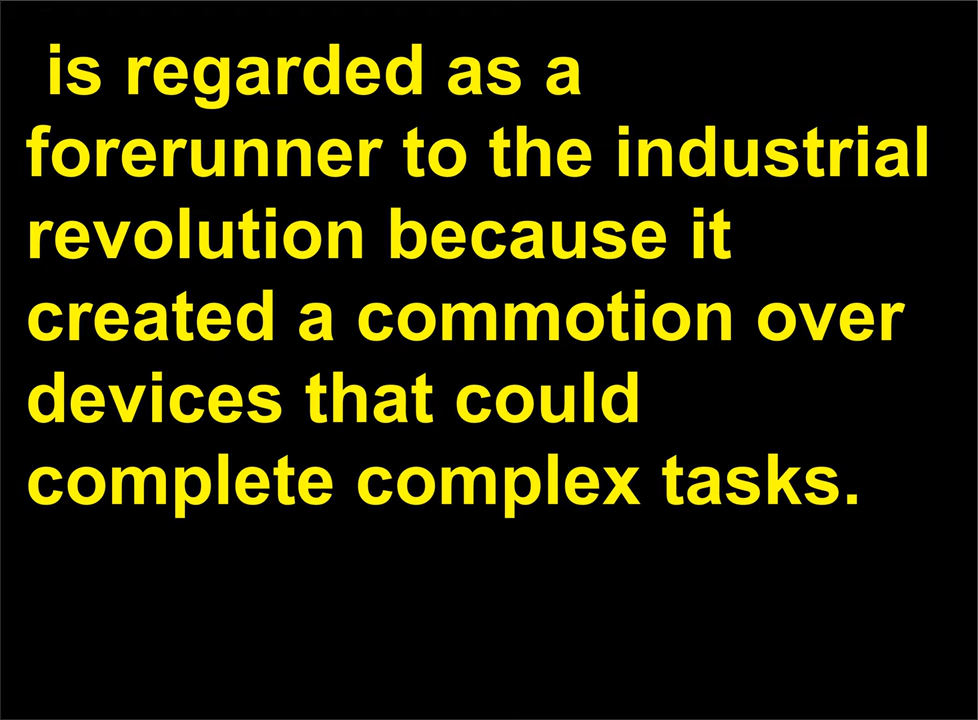 is regarded as a
forerunner to the industrial
revolution because it
created a commotion over
devices that could
complete complex tasks.